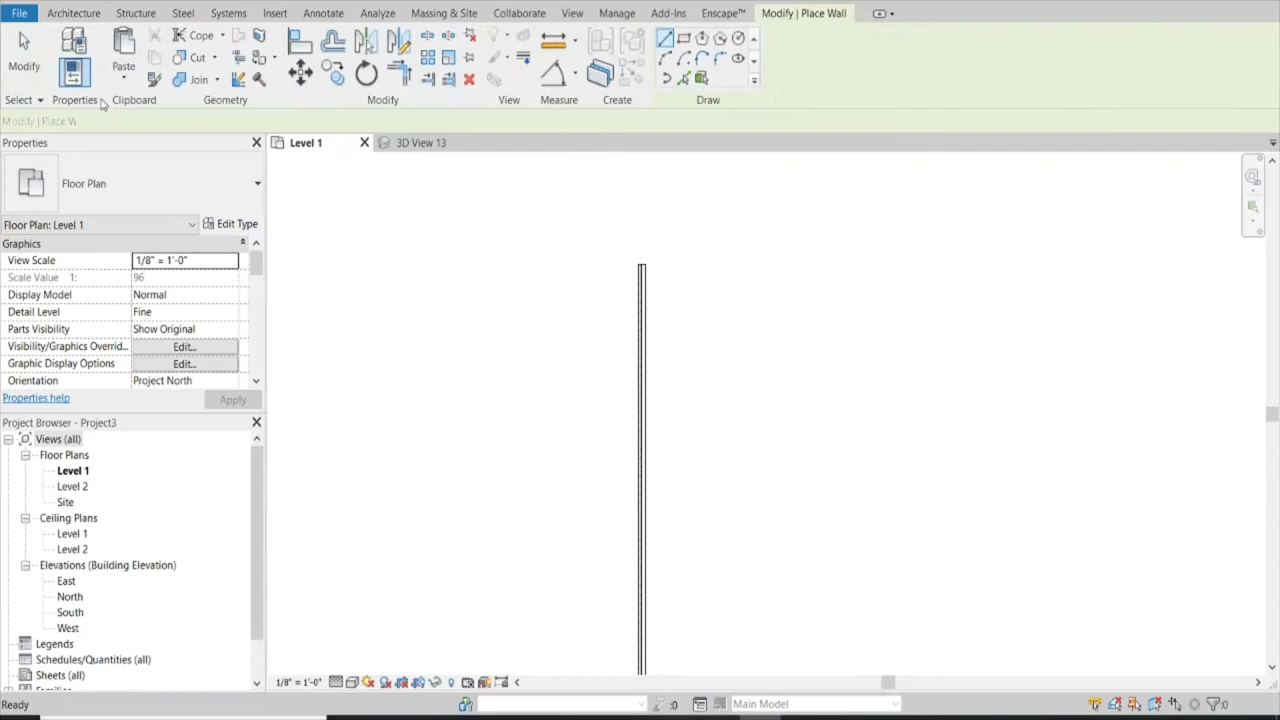 File Architecture Structure Steel Systems Insert Annotate Analyze Massing & Site Collaborate View Manage Add-Ins Enscape™ Modify | Place Wall
Cope
Cut
Join
Modify Paste
Select Properties Clipboard Geometry Modify View Measure Create Draw
Modify | Place W
Properties
Level 1 3D View 13
Floor Plan
Floor Plan: Level 1 Edit Type
Graphics
View Scale 1/8" = 1'-0"
Scale Value 1: 96
Display Model Normal
Detail Level Fine
Parts Visibility Show Original
Visibility/Graphics Overrid... Edit...
Graphic Display Options Edit...
Orientation Project North
Properties help Apply
Project Browser - Project3
Views (all)
Floor Plans
Level 1
Level 2
Site
Ceiling Plans
Level 1
Level 2
Elevations (Building Elevation)
East
North
South
West
Legends
Schedules/Quantities (all)
Sheets (all)
1/8" = 1'-0"
Ready :0 Main Model :0